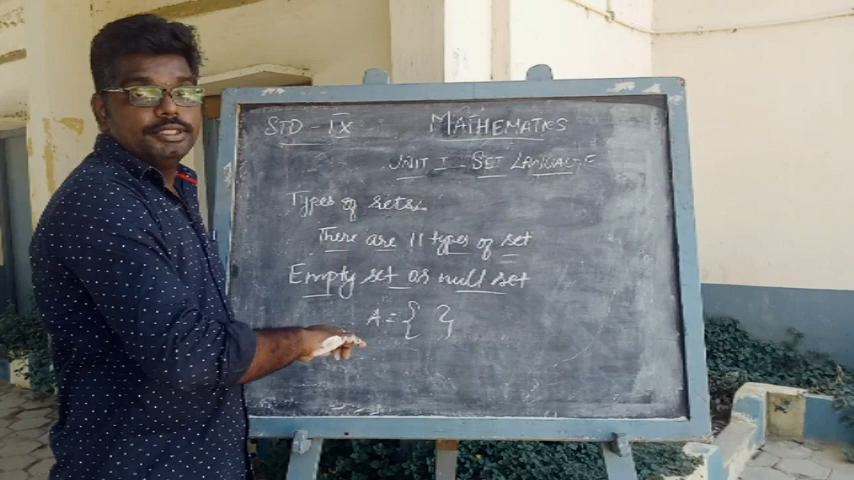 STD - IX
MATHEMATICS
UNIT I - SET LANGUAGE
Types of sets:
There are 11 types of set
Empty set or null set
A = { }